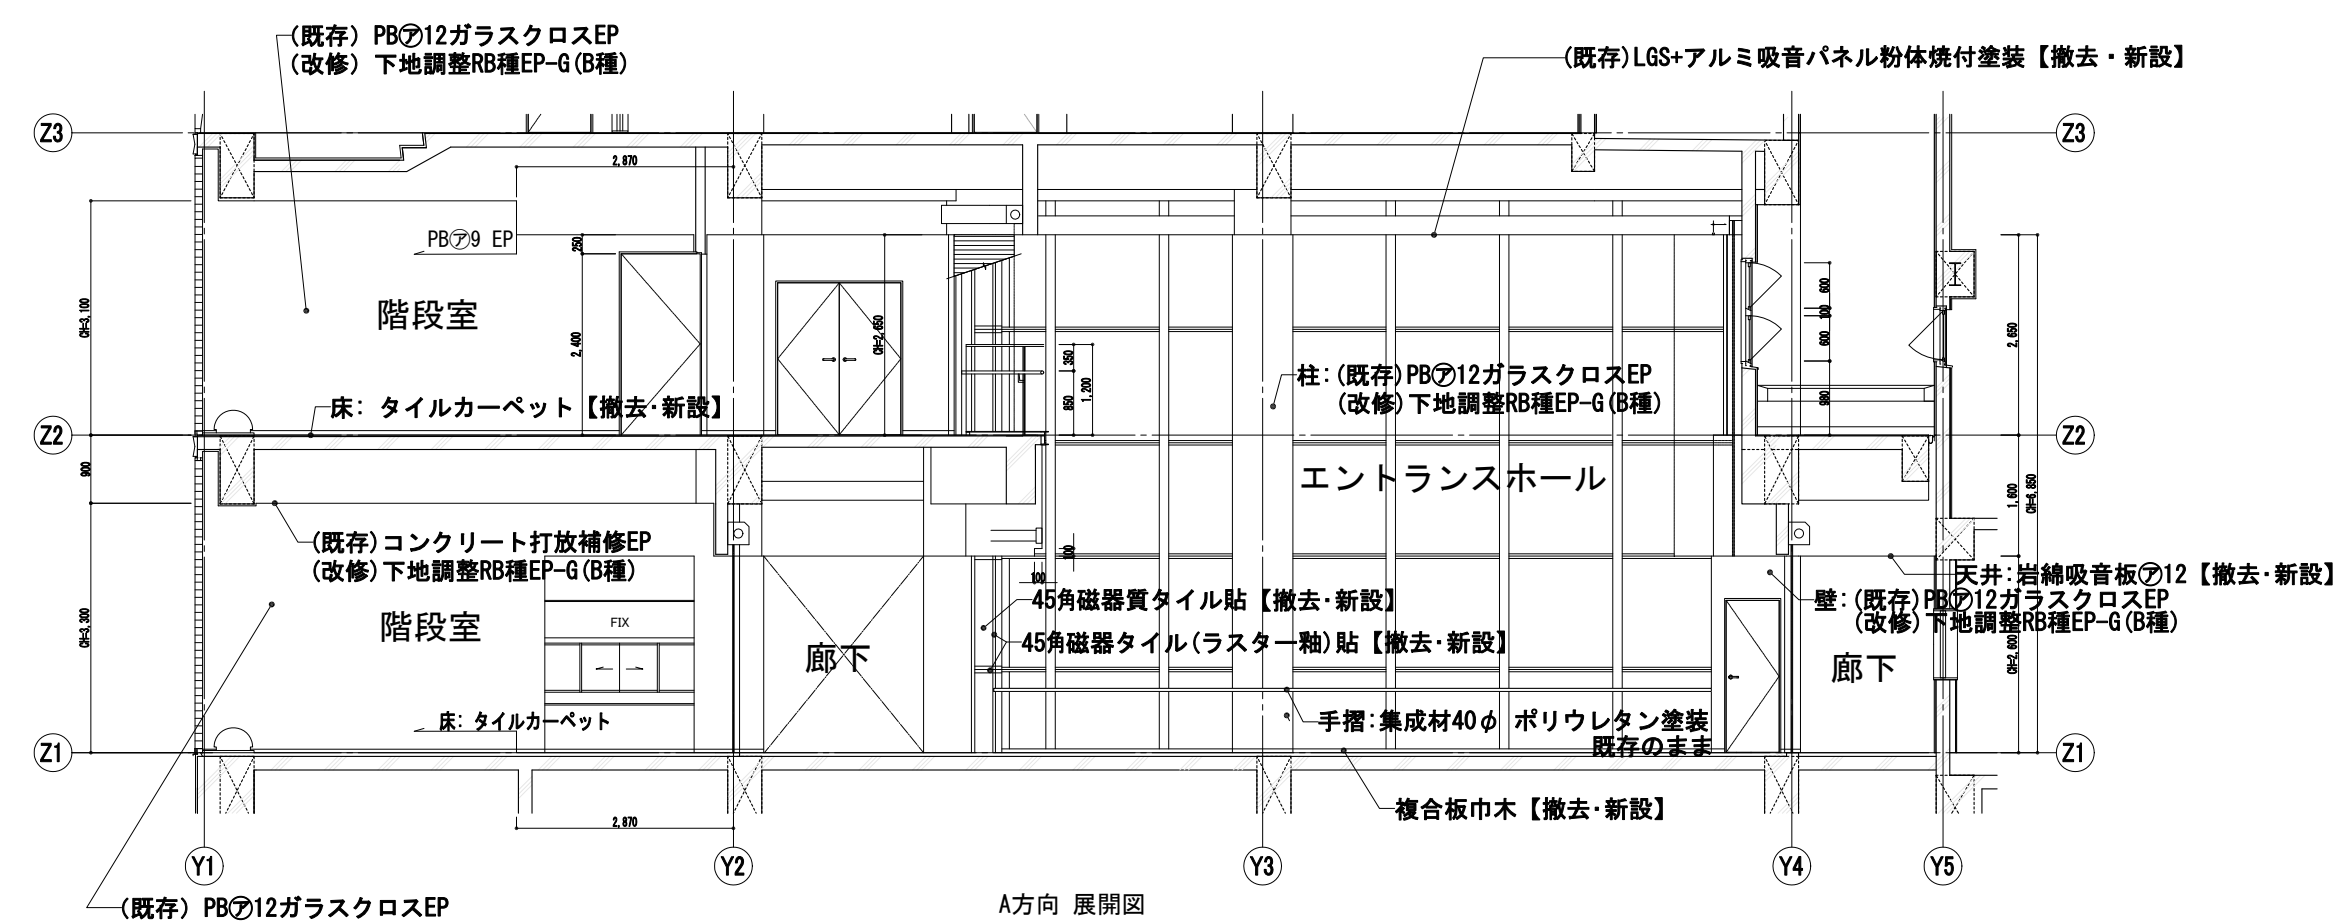 (既存) PB㋐12ガラスクロスEP
(改修) 下地調整RB種EP-G(B種)
(既存)LGS+アルミ吸音パネル粉体焼付塗装【撤去・新設】
Z3
Z3
2,870
PB㋐9 EP
250
CH=3,100
階段室
2,400
CH=2,650
600
100
600
980
2,650
350
850
1,200
柱:(既存)PB㋐12ガラスクロスEP
(改修)下地調整RB種EP-G(B種)
床: タイルカーペット【撤去・新設】
Z2
Z2
900
エントランスホール
1,600
CH=6,850
(既存)コンクリート打放補修EP
(改修)下地調整RB種EP-G(B種)
100
100
天井:岩綿吸音板㋐12【撤去・新設】
45角磁器質タイル貼【撤去・新設】
壁:(既存)PB㋐12ガラスクロスEP
(改修)下地調整RB種EP-G(B種)
CH=3,300
階段室
FIX
45角磁器タイル(ラスター釉)貼【撤去・新設】
廊下
CH=2,600
廊下
床: タイルカーペット
手摺:集成材40φ ポリウレタン塗装
既存のまま
Z1
Z1
複合板巾木【撤去・新設】
2,870
Y1
Y2
Y3
Y4
Y5
(既存) PB㋐12ガラスクロスEP
A方向 展開図